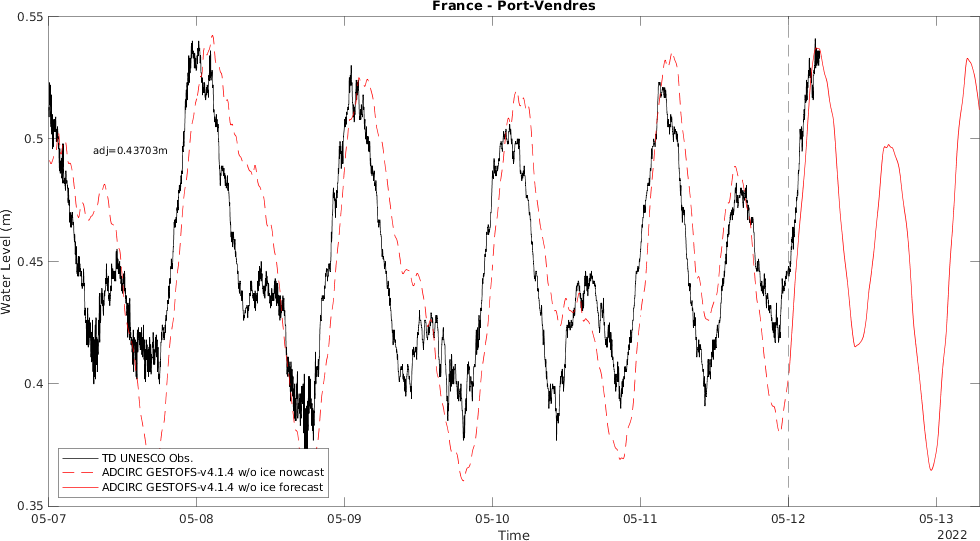 France - Port-Vendres
0.55
0.5
0.45
0.4
0.35
Water Level (m)
adj=0.43703m
TD UNESCO Obs.
ADCIRC GESTOFS-v4.1.4 w/o ice nowcast
ADCIRC GESTOFS-v4.1.4 w/o ice forecast
05-07 05-08 05-09 05-10 05-11 05-12 05-13
Time
2022